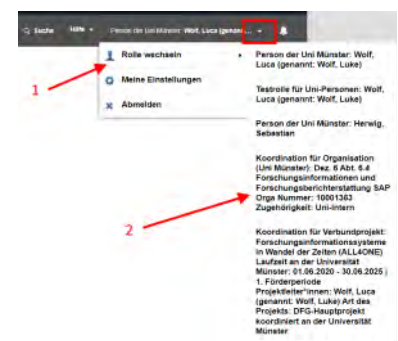 Suche Hilfe Person der Uni Münster: Wolf, Luca (genannt...
1
Rolle wechseln
Meine Einstellungen
Abmelden
Person der Uni Münster: Wolf,
Luca (genannt: Wolf, Luke)
Testrolle für Uni-Personen: Wolf,
Luca (genannt: Wolf, Luke)
Person der Uni Münster: Herwig,
Sebastian
2
Koordination für Organisation
(Uni Münster): Dez. 6 Abt. 6.4
Forschungsinformationen und
Forschungsberichterstattung SAP
Orga Nummer: 10001363
Zugehörigkeit: Uni-intern
Koordination für Verbundprojekt:
Forschungsinformationssysteme
in Wandel der Zeiten (ALL4ONE)
Laufzeit an der Universität
Münster: 01.06.2020 - 30.06.2025 |
1. Förderperiode
Projektleiter*innen: Wolf, Luca
(genannt: Wolf, Luke) Art des
Projekts: DFG-Hauptprojekt
koordiniert an der Universität
Münster